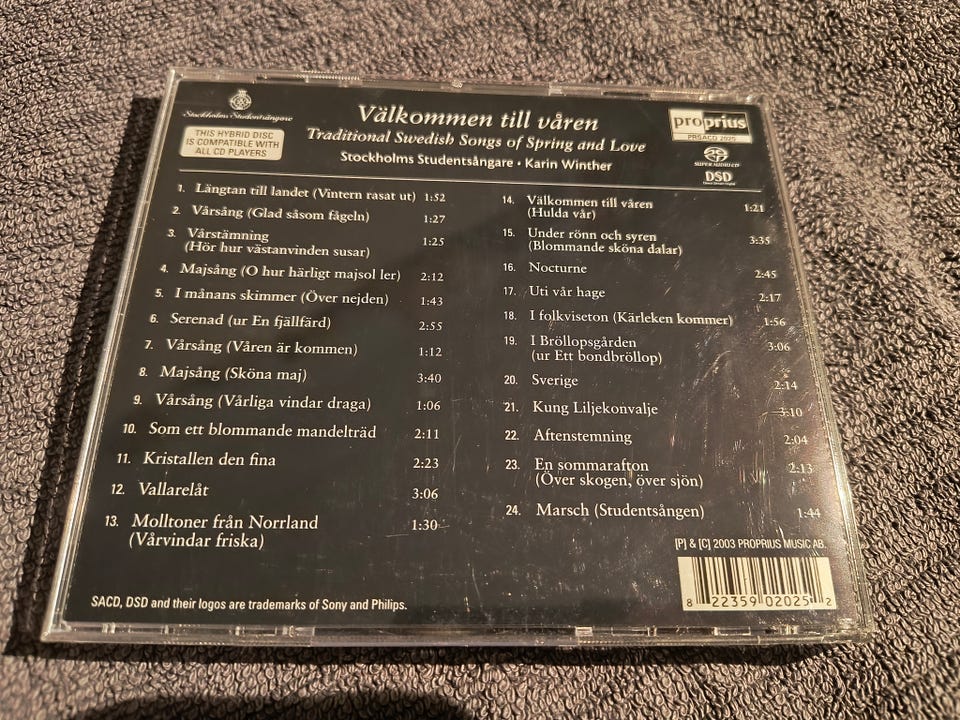 Stockholms Studentsångare
THIS HYBRID DISC
IS COMPATIBLE WITH
ALL CD PLAYERS
Välkommen till våren
Traditional Swedish Songs of Spring and Love
Stockholms Studentsångare • Karin Winther
proprius
PRSACD 2025
SUPER AUDIO CD
DSD
Direct Stream Digital
1. Längtan till landet (Vintern rasat ut) 1:52
2. Vårsång (Glad såsom fågeln) 1:27
3. Vårstämning 1:25
(Hör hur västanvinden susar)
4. Majsång (O hur härligt majsol ler) 2:12
5. I månans skimmer (Över nejden) 1:43
6. Serenad (ur En fjällfärd) 2:55
7. Vårsång (Våren är kommen) 1:12
8. Majsång (Sköna maj) 3:40
9. Vårsång (Vårliga vindar draga) 1:06
10. Som ett blommande mandelträd 2:11
11. Kristallen den fina 2:23
12. Vallarelåt 3:06
13. Molltoner från Norrland 1:30
(Vårvindar friska)
14. Välkommen till våren 1:21
(Hulda vår)
15. Under rönn och syren 3:35
(Blommande sköna dalar)
16. Nocturne 2:45
17. Uti vår hage 2:17
18. I folkviseton (Kärleken kommer) 1:56
19. I Bröllopsgården 3:06
(ur Ett bondbröllop)
20. Sverige 2:14
21. Kung Liljekonvalje 3:10
22. Aftenstemning 2:04
23. En sommarafton 2:13
(Över skogen, över sjön)
24. Marsch (Studentsången) 1:44
[P] & [C] 2003 PROPRIUS MUSIC AB.
8 22359 02025 2
SACD, DSD and their logos are trademarks of Sony and Philips.